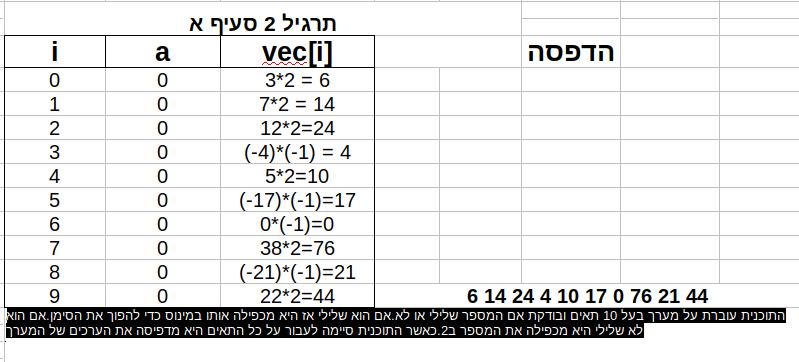 תרגיל 2 סעיף א
i a vec[i] הדפסה
0 0 3*2 = 6
1 0 7*2 = 14
2 0 12*2=24
3 0 (-4)*(-1) = 4
4 0 5*2=10
5 0 (-17)*(-1)=17
6 0 0*(-1)=0
7 0 38*2=76
8 0 (-21)*(-1)=21
9 0 22*2=44 6 14 24 4 10 17 0 76 21 44
התוכנית עוברת על מערך בעל 10 תאים ובודקת אם המספר שלילי או לא.אם הוא שלילי אז היא מכפילה אותו במינוס כדי להפוך את הסימן.אם הוא
לא שלילי היא מכפילה את המספר ב2.כאשר התוכנית סיימה לעבור על כל התאים היא מדפיסה את הערכים של המערך